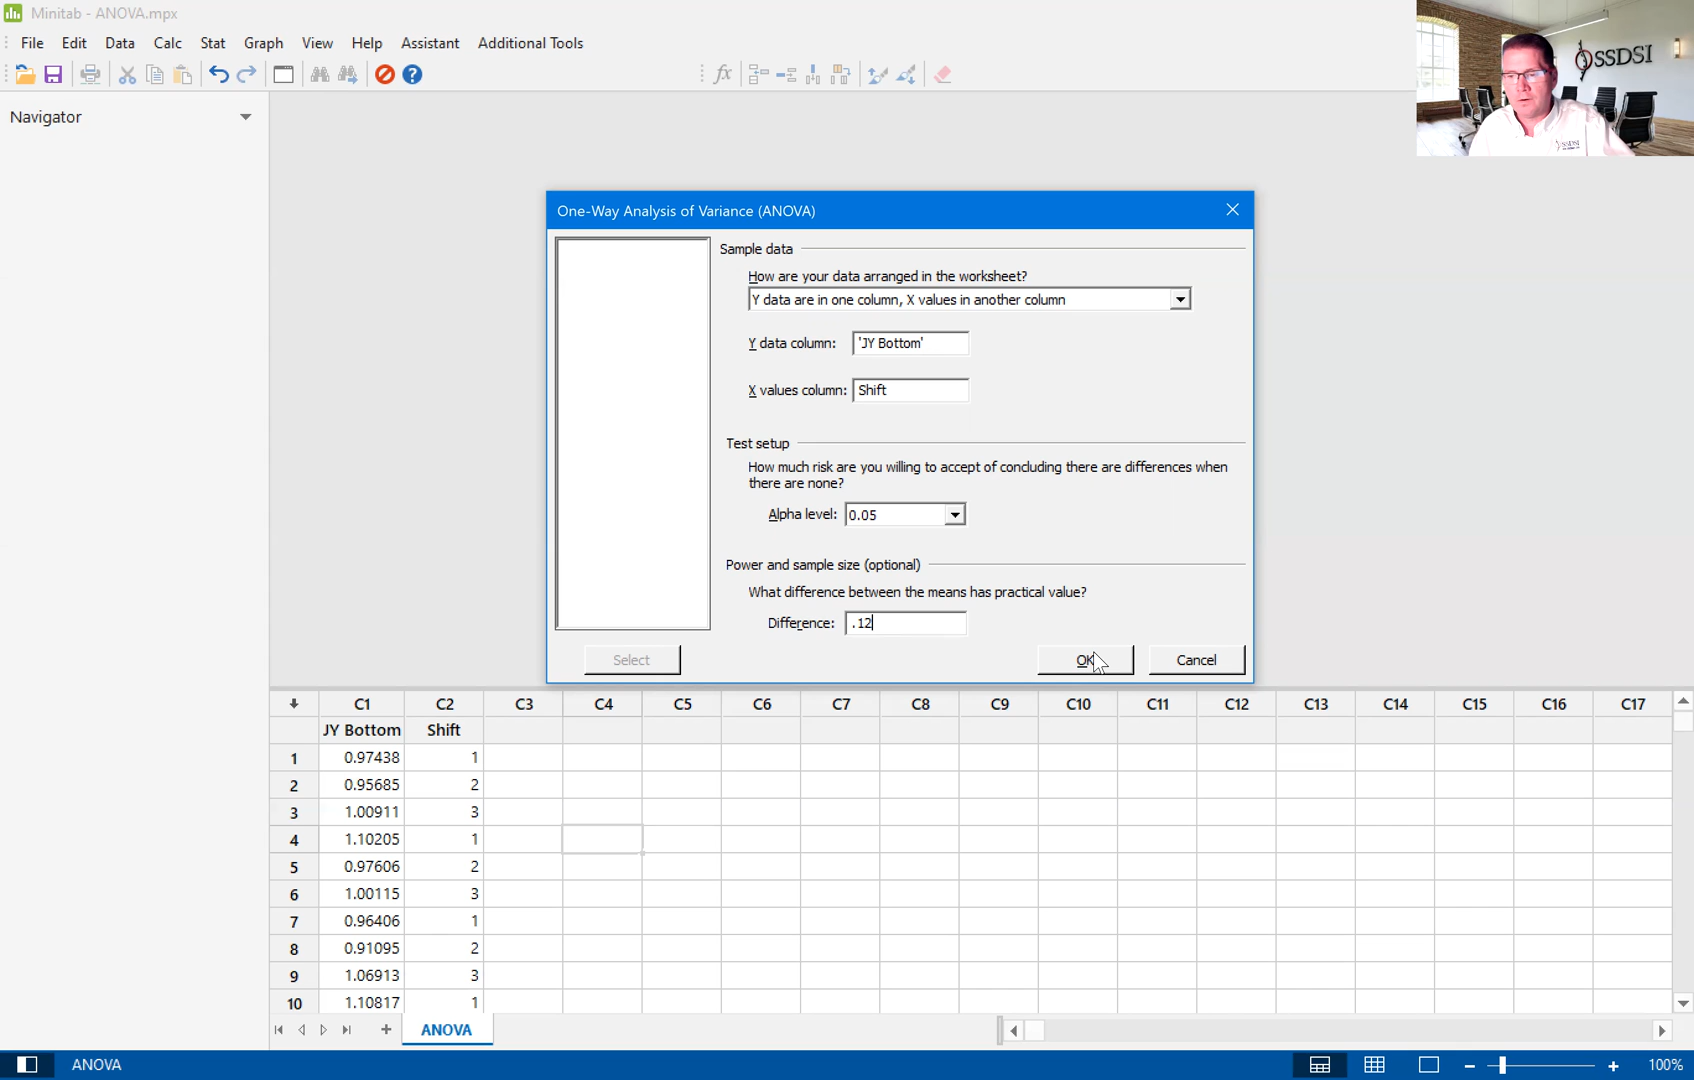 Minitab - ANOVA.mpx
File Edit Data Calc Stat Graph View Help Assistant Additional Tools
SSDSI
SSDSI
Navigator
One-Way Analysis of Variance (ANOVA)
Sample data
How are your data arranged in the worksheet?
Y data are in one column, X values in another column
Y data column: 'JY Bottom'
X values column: Shift
Test setup
How much risk are you willing to accept of concluding there are differences when
there are none?
Alpha level: 0.05
Power and sample size (optional)
What difference between the means has practical value?
Difference: .12
Select OK Cancel
C1 C2 C3 C4 C5 C6 C7 C8 C9 C10 C11 C12 C13 C14 C15 C16 C17
JY Bottom Shift
1 0.97438 1
2 0.95685 2
3 1.00911 3
4 1.10205 1
5 0.97606 2
6 1.00115 3
7 0.96406 1
8 0.91095 2
9 1.06913 3
10 1.10817 1
+ ANOVA
ANOVA
100%